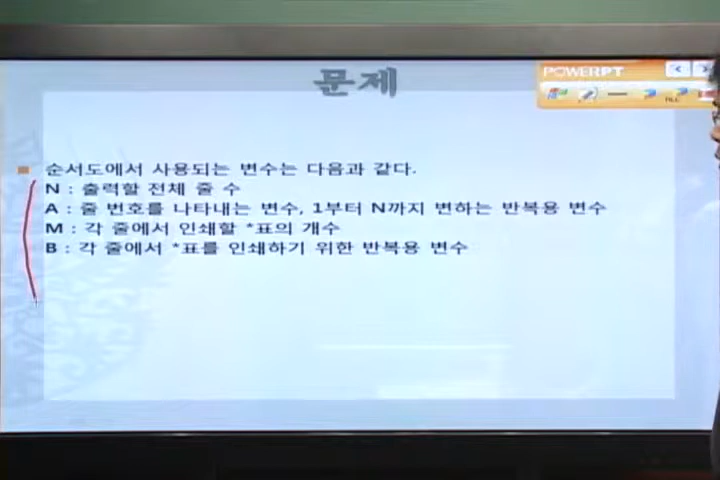 문제
POWERPT
순서도에서 사용되는 변수는 다음과 같다.
N : 출력할 전체 줄 수
A : 줄 번호를 나타내는 변수, 1부터 N까지 변하는 반복용 변수
M : 각 줄에서 인쇄할 *표의 개수
B : 각 줄에서 *표를 인쇄하기 위한 반복용 변수